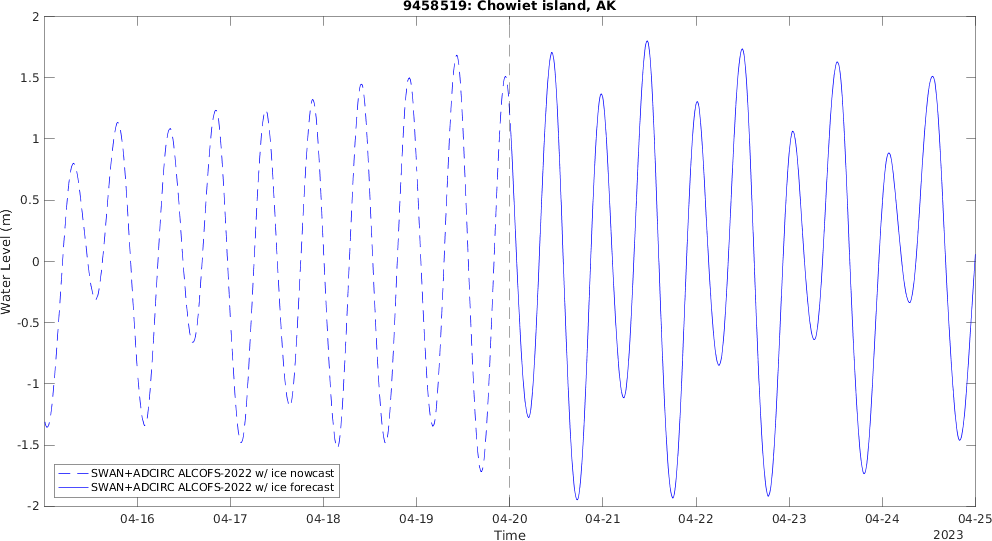 9458519: Chowiet island, AK
2
1.5
1
0.5
0
-0.5
-1
-1.5
-2
Water Level (m)
SWAN+ADCIRC ALCOFS-2022 w/ ice nowcast
SWAN+ADCIRC ALCOFS-2022 w/ ice forecast
04-16 04-17 04-18 04-19 04-20 04-21 04-22 04-23 04-24 04-25
Time
2023